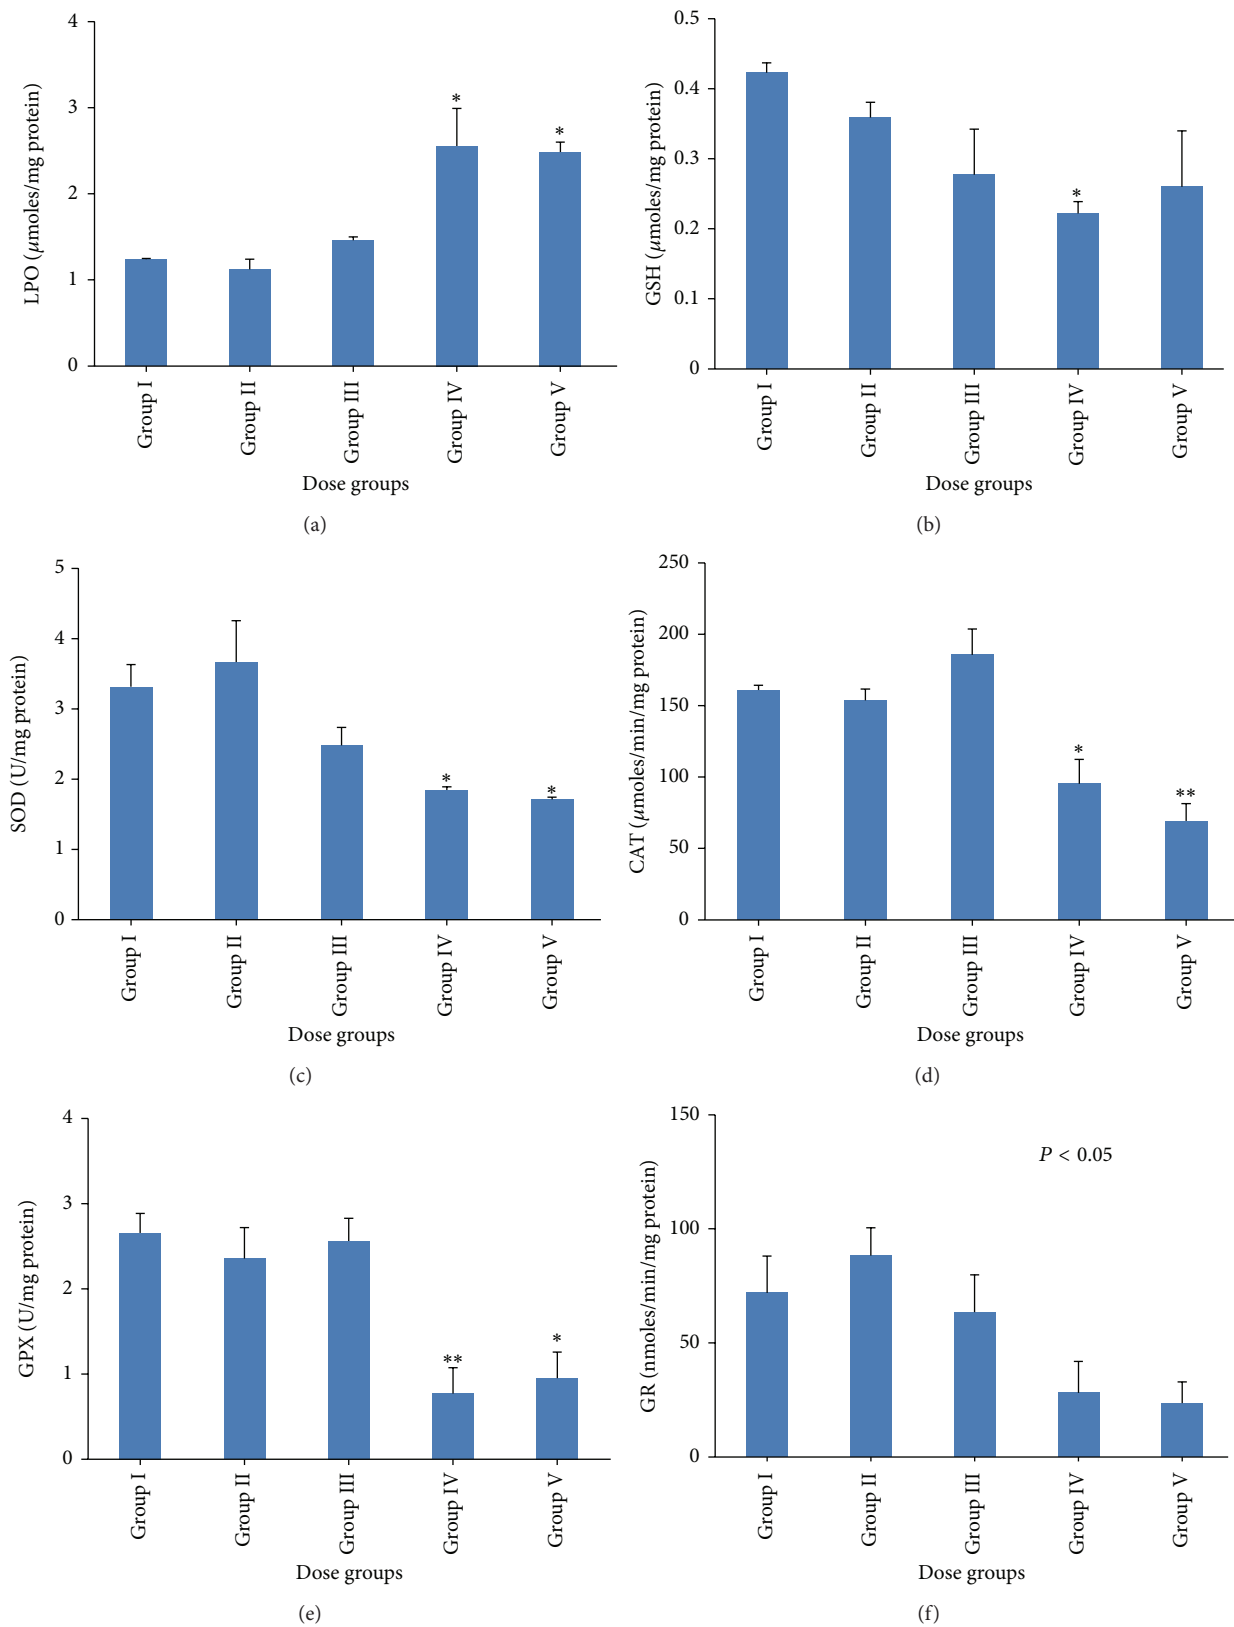 4
3
2
1
0
LPO (μmoles/mg protein)
*
*
Group I
Group II
Group III
Group IV
Group V
Dose groups
(a)
0.5
0.4
0.3
0.2
0.1
0
GSH (μmoles/mg protein)
*
Group I
Group II
Group III
Group IV
Group V
Dose groups
(b)
5
4
3
2
1
0
SOD (U/mg protein)
*
*
Group I
Group II
Group III
Group IV
Group V
Dose groups
(c)
250
200
150
100
50
0
CAT (μmoles/min/mg protein)
*
**
Group I
Group II
Group III
Group IV
Group V
Dose groups
(d)
4
3
2
1
0
GPX (U/mg protein)
**
*
Group I
Group II
Group III
Group IV
Group V
Dose groups
(e)
150
100
50
0
GR (nmoles/min/mg protein)
P < 0.05
Group I
Group II
Group III
Group IV
Group V
Dose groups
(f)